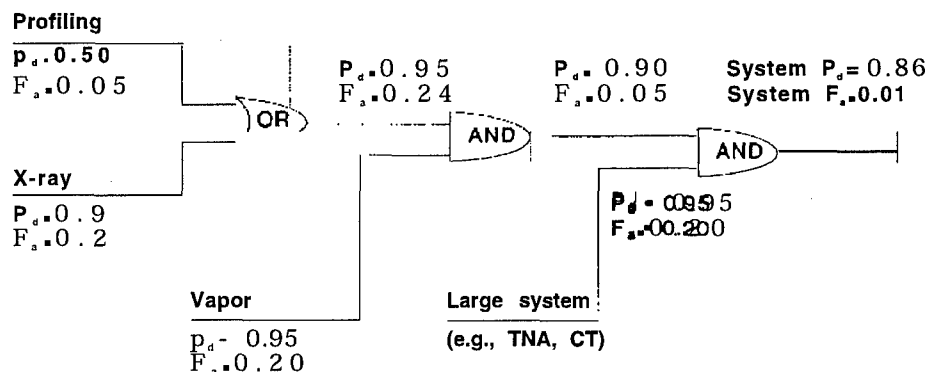 Profiling
Pd=0.50
Fa=0.05
OR
Pd=0.95
Fa=0.24
AND
Pd= 0.90
Fa=0.05
System Pd= 0.86
System Fa=0.01
AND
X-ray
Pd=0.9
Fa=0.2
Vapor
pd- 0.95
Fa=0.20
Large system
(e.g., TNA, CT)